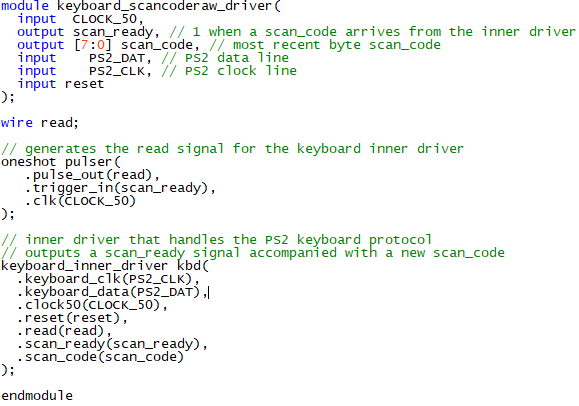 module keyboard_scancoderaw_driver(
  input  CLOCK_50,
  output scan_ready, // 1 when a scan_code arrives from the inner driver
  output [7:0] scan_code, // most recent byte scan_code
  input    PS2_DAT, // PS2 data line
  input    PS2_CLK, // PS2 clock line
  input reset
);

wire read;

// generates the read signal for the keyboard inner driver
oneshot pulser(
   .pulse_out(read),
   .trigger_in(scan_ready),
   .clk(CLOCK_50)
);

// inner driver that handles the PS2 keyboard protocol
// outputs a scan_ready signal accompanied with a new scan_code
keyboard_inner_driver kbd(
  .keyboard_clk(PS2_CLK),
  .keyboard_data(PS2_DAT),
  .clock50(CLOCK_50),
  .reset(reset),
  .read(read),
  .scan_ready(scan_ready),
  .scan_code(scan_code)
);

endmodule